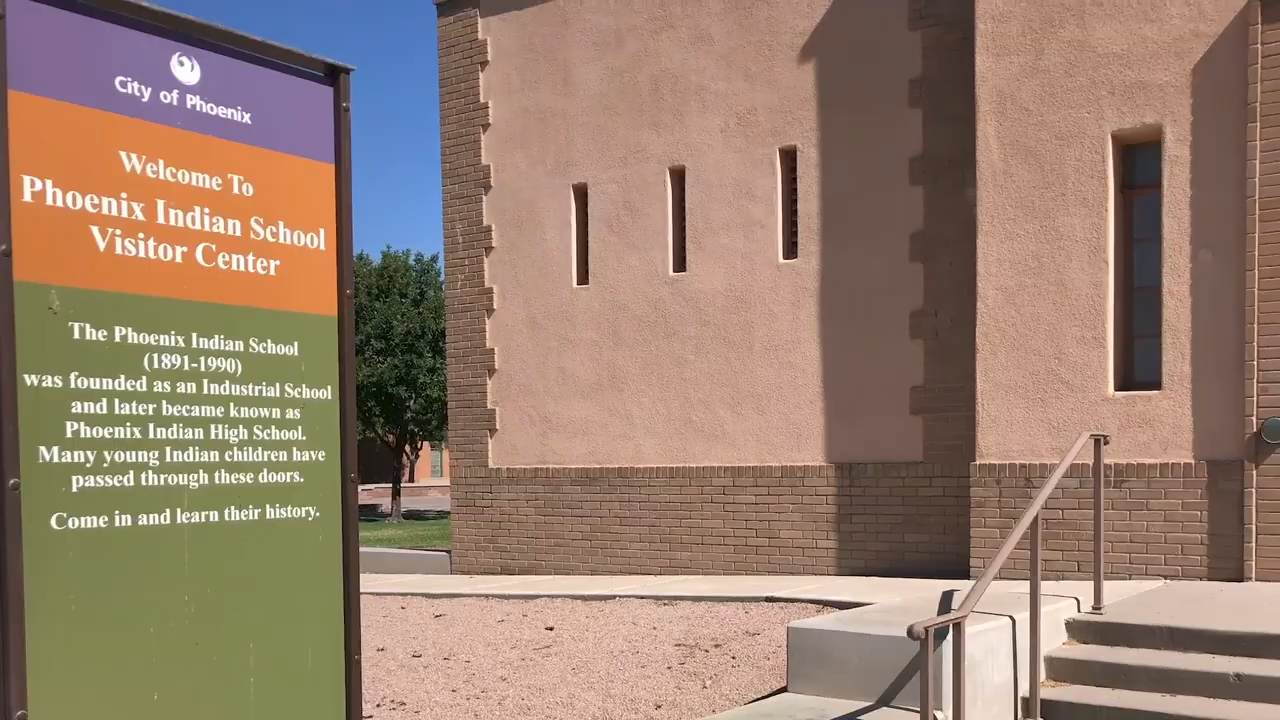 City of Phoenix
Welcome To
Phoenix Indian School
Visitor Center
The Phoenix Indian School
(1891-1990)
was founded as an Industrial School
and later became known as
Phoenix Indian High School.
Many young Indian children have
passed through these doors.
Come in and learn their history.